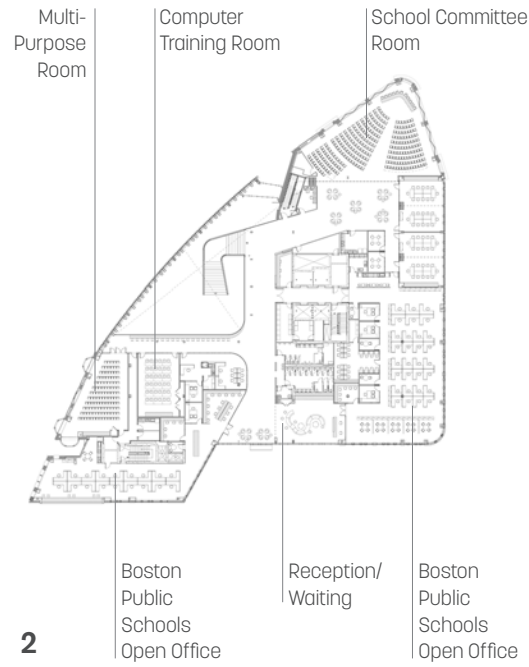 Multi-
Purpose
Room
Computer
Training Room
School Committee
Room
Boston
Public
Schools
Open Office
Reception/
Waiting
Boston
Public
Schools
Open Office
2